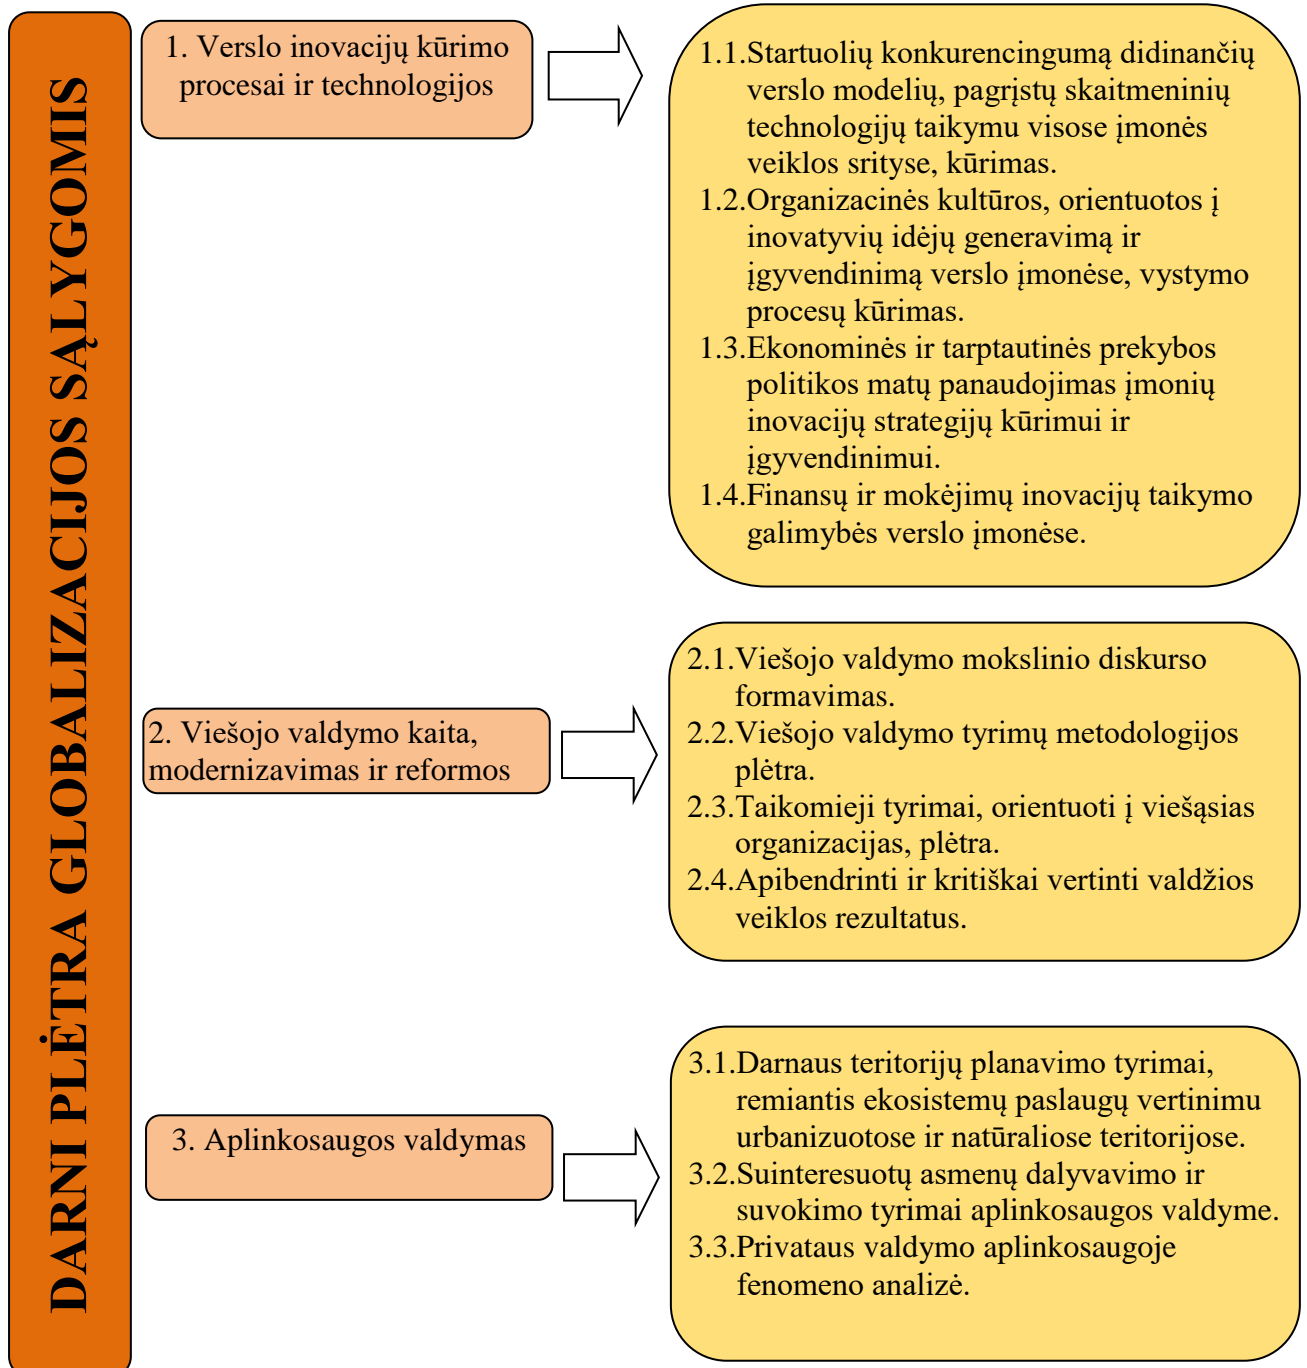 DARNI PLĖTRA GLOBALIZACIJOS SĄLYGOMIS
1. Verslo inovacijų kūrimo
procesai ir technologijos
1.1.Startuolių konkurencingumą didinančių
verslo modelių, pagrįstų skaitmeninių
technologijų taikymu visose įmonės
veiklos srityse, kūrimas.
1.2.Organizacinės kultūros, orientuotos į
inovatyvių idėjų generavimą ir
įgyvendinimą verslo įmonėse, vystymo
procesų kūrimas.
1.3.Ekonominės ir tarptautinės prekybos
politikos matų panaudojimas įmonių
inovacijų strategijų kūrimui ir
įgyvendinimui.
1.4.Finansų ir mokėjimų inovacijų taikymo
galimybės verslo įmonėse.
2. Viešojo valdymo kaita,
modernizavimas ir reformos
2.1.Viešojo valdymo mokslinio diskurso
formavimas.
2.2.Viešojo valdymo tyrimų metodologijos
plėtra.
2.3.Taikomieji tyrimai, orientuoti į viešąsias
organizacijas, plėtra.
2.4.Apibendrinti ir kritiškai vertinti valdžios
veiklos rezultatus.
3. Aplinkosaugos valdymas
3.1.Darnaus teritorijų planavimo tyrimai,
remiantis ekosistemų paslaugų vertinimu
urbanizuotose ir natūraliose teritorijose.
3.2.Suinteresuotų asmenų dalyvavimo ir
suvokimo tyrimai aplinkosaugos valdyme.
3.3.Privataus valdymo aplinkosaugoje
fenomeno analizė.